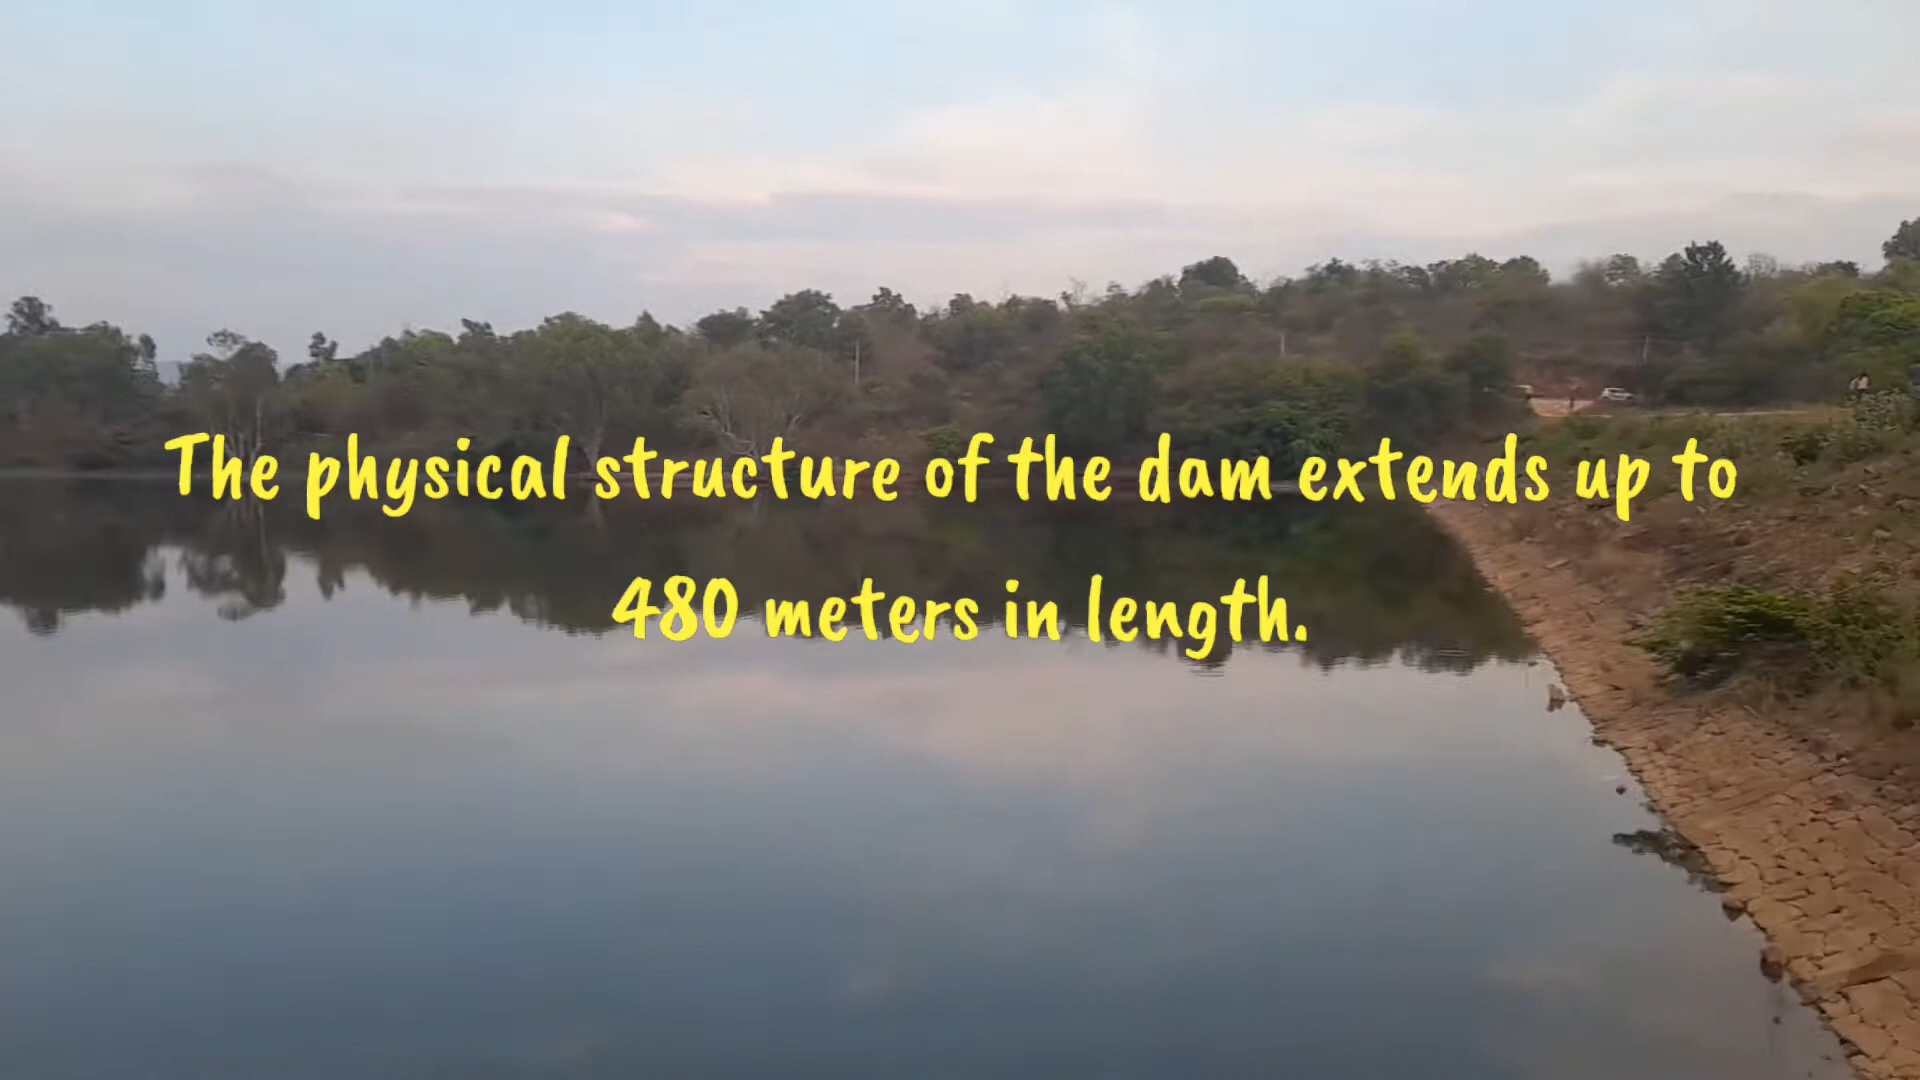 The physical structure of the dam extends up to
480 meters in length.